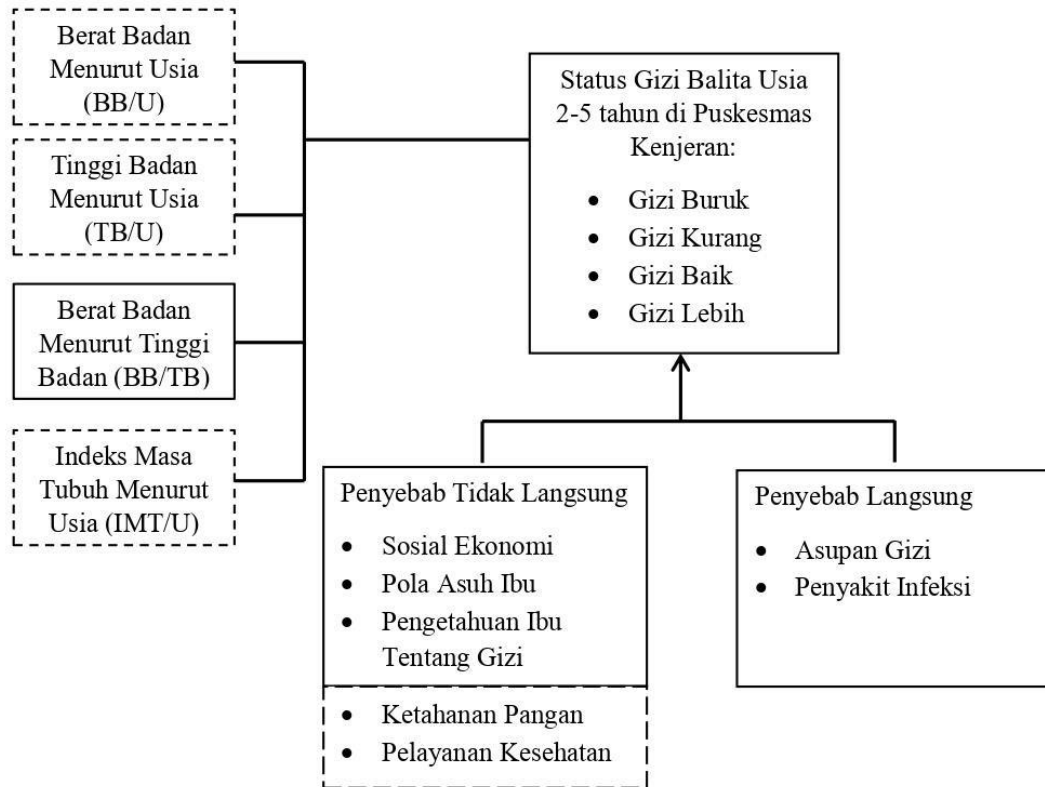 Berat Badan
Menurut Usia
(BB/U)
Tinggi Badan
Menurut Usia
(TB/U)
Berat Badan
Menurut Tinggi
Badan (BB/TB)
Indeks Masa
Tubuh Menurut
Usia (IMT/U)
Status Gizi Balita Usia
2-5 tahun di Puskesmas
Kenjeran:
• Gizi Buruk
• Gizi Kurang
• Gizi Baik
• Gizi Lebih
Penyebab Tidak Langsung
• Sosial Ekonomi
• Pola Asuh Ibu
• Pengetahuan Ibu
Tentang Gizi
• Ketahanan Pangan
• Pelayanan Kesehatan
Penyebab Langsung
• Asupan Gizi
• Penyakit Infeksi